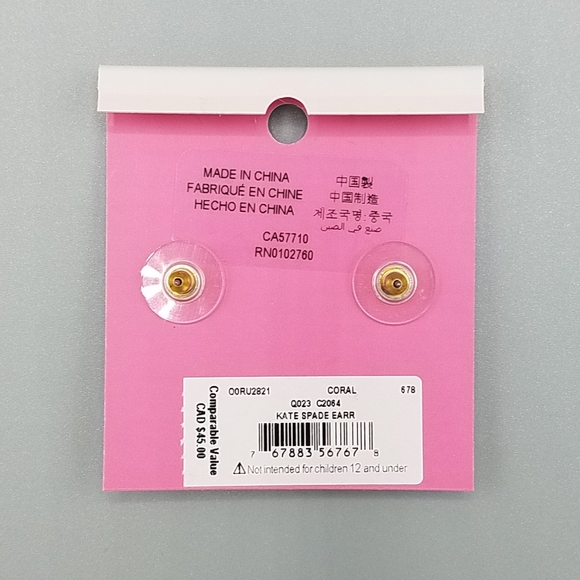 MADE IN CHINA
FABRIQUÉ EN CHINE
HECHO EN CHINA
中国製
中国制造
제조국명:중국
صنع في الصين
CA57710
RN0102760
O0RU2821 CORAL 678
Q023 C2064
KATE SPADE EARR
7 67883 56767 8
⚠ Not intended for children 12 and under
Comparable Value
CAD $45.00